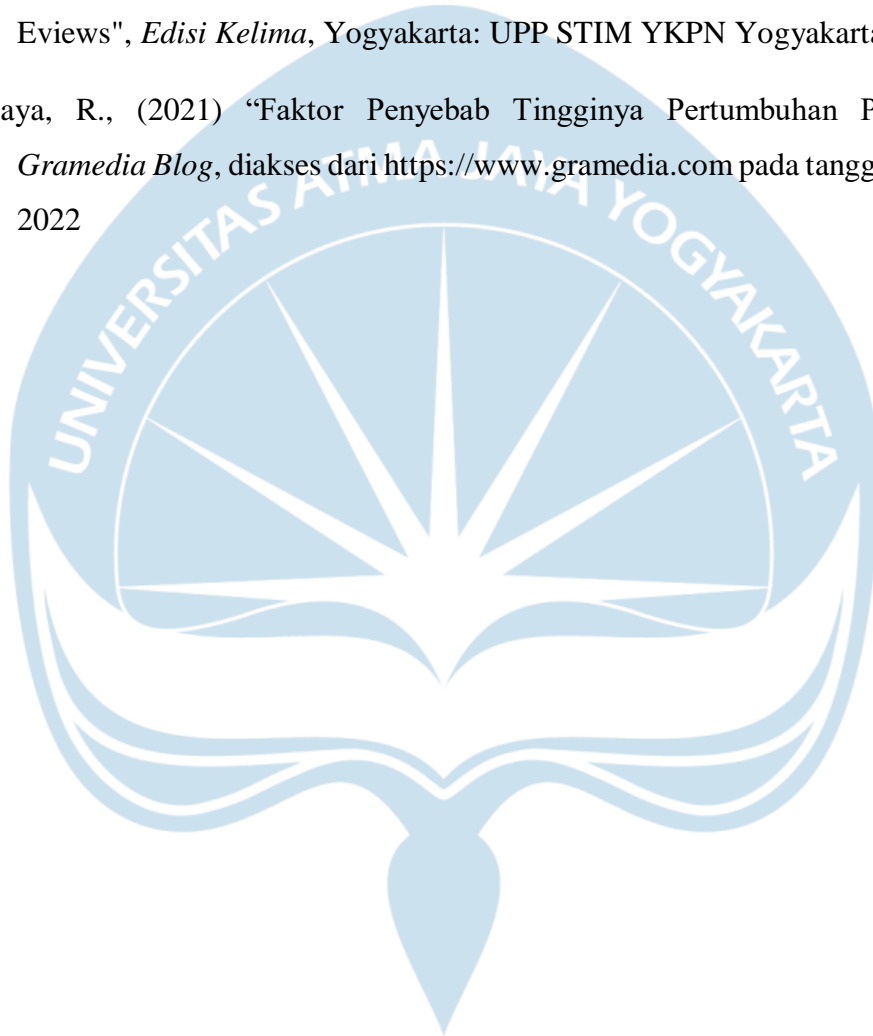 Eviews", Edisi Kelima, Yogyakarta: UPP STIM YKPN Yogyakarta
aya, R., (2021) “Faktor Penyebab Tingginya Pertumbuhan P
Gramedia Blog, diakses dari https://www.gramedia.com pada tangg
2022
UNIVERSITAS ATMA JAYA YOGYAKARTA